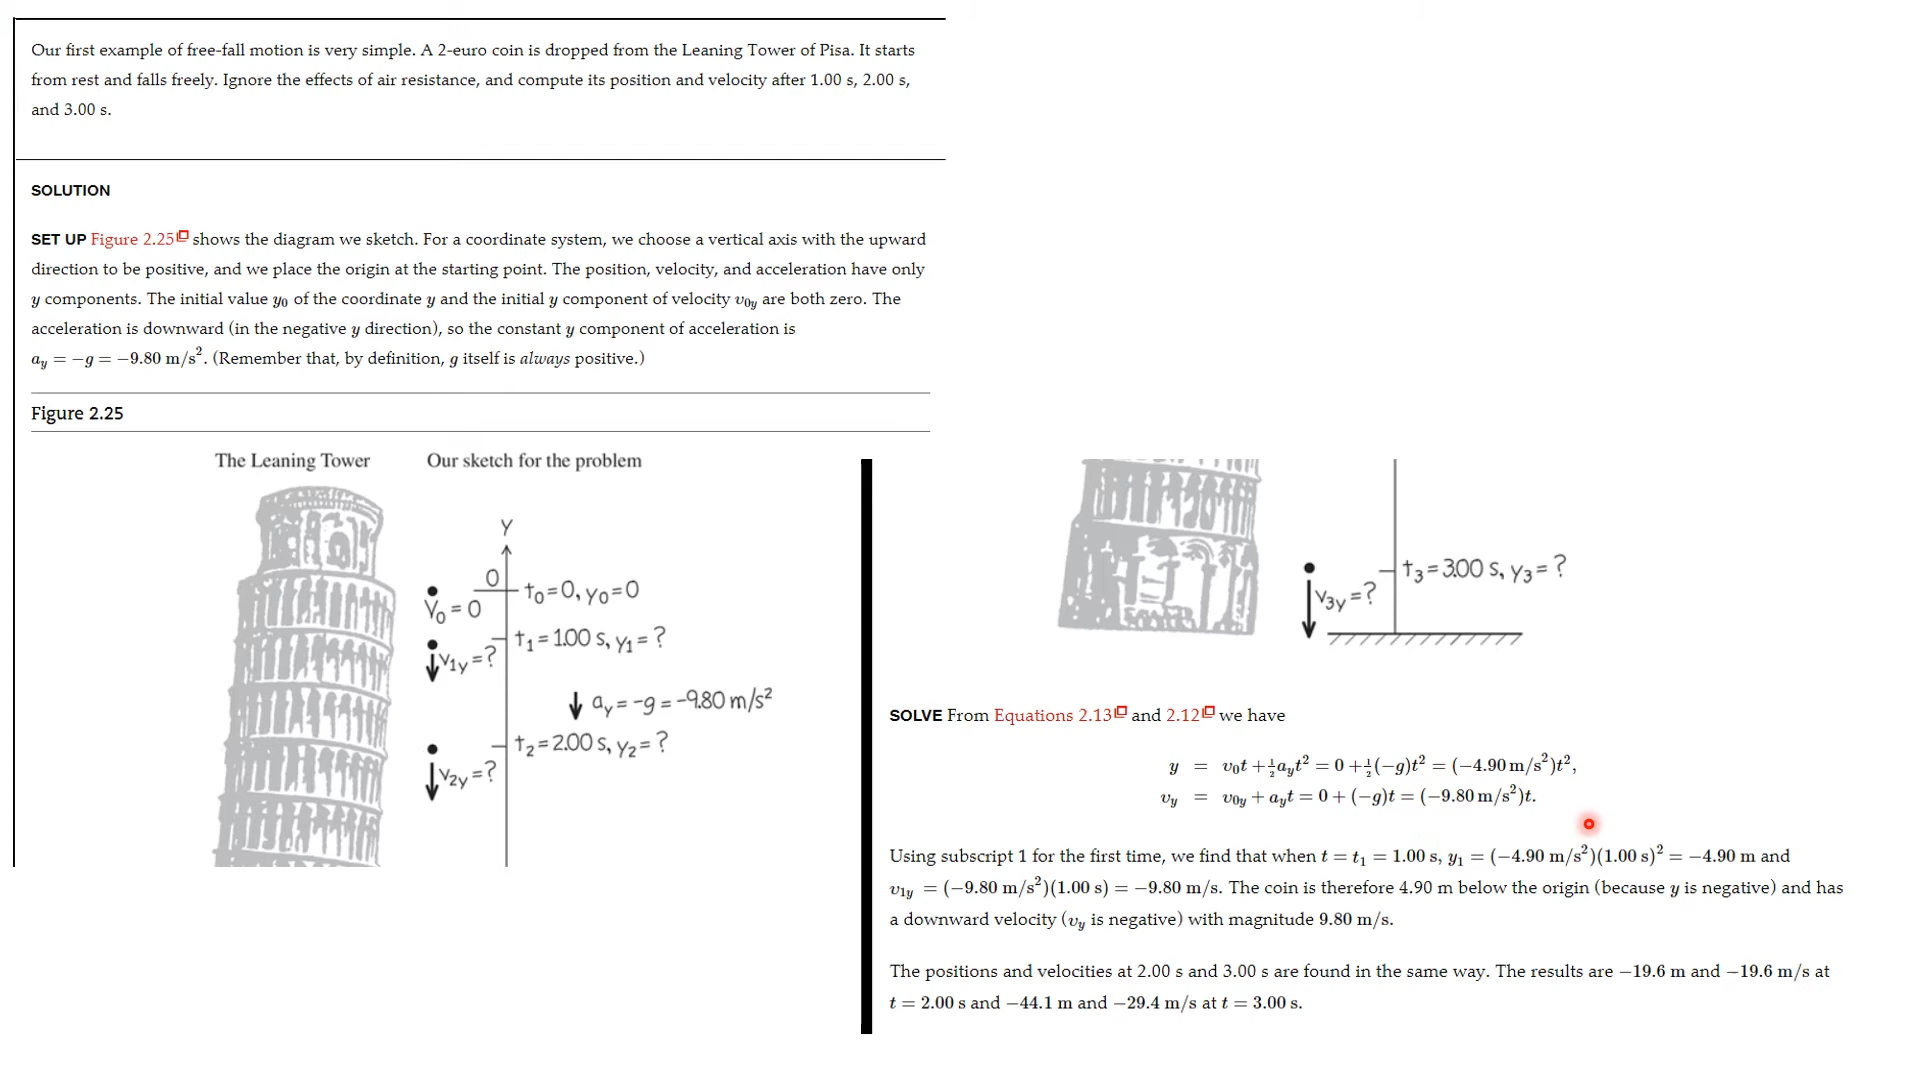 Our first example of free-fall motion is very simple. A 2-euro coin is dropped from the Leaning Tower of Pisa. It starts
from rest and falls freely. Ignore the effects of air resistance, and compute its position and velocity after 1.00 s, 2.00 s,
and 3.00 s.
SOLUTION
SET UP Figure 2.25 shows the diagram we sketch. For a coordinate system, we choose a vertical axis with the upward
direction to be positive, and we place the origin at the starting point. The position, velocity, and acceleration have only
y components. The initial value y₀ of the coordinate y and the initial y component of velocity v₀y are both zero. The
acceleration is downward (in the negative y direction), so the constant y component of acceleration is
ay = −g = −9.80 m/s². (Remember that, by definition, g itself is always positive.)
Figure 2.25
The Leaning Tower
Our sketch for the problem
Y
0
t₀=0, y₀=0
V₀ = 0
t₁ = 1.00 s, y₁ = ?
v₁y = ?
ay = −g = −9.80 m/s²
t₂ = 2.00 s, y₂ = ?
v₂y = ?
t₃ = 3.00 s, y₃ = ?
v₃y = ?
SOLVE From Equations 2.13 and 2.12 we have
y = v₀t + ½ayt² = 0 + ½(−g)t² = (−4.90 m/s²)t²,
vy = v₀y + ayt = 0 + (−g)t = (−9.80 m/s²)t.
Using subscript 1 for the first time, we find that when t = t₁ = 1.00 s, y₁ = (−4.90 m/s²)(1.00 s)² = −4.90 m and
v₁y = (−9.80 m/s²)(1.00 s) = −9.80 m/s. The coin is therefore 4.90 m below the origin (because y is negative) and has
a downward velocity (vy is negative) with magnitude 9.80 m/s.
The positions and velocities at 2.00 s and 3.00 s are found in the same way. The results are −19.6 m and −19.6 m/s at
t = 2.00 s and −44.1 m and −29.4 m/s at t = 3.00 s.